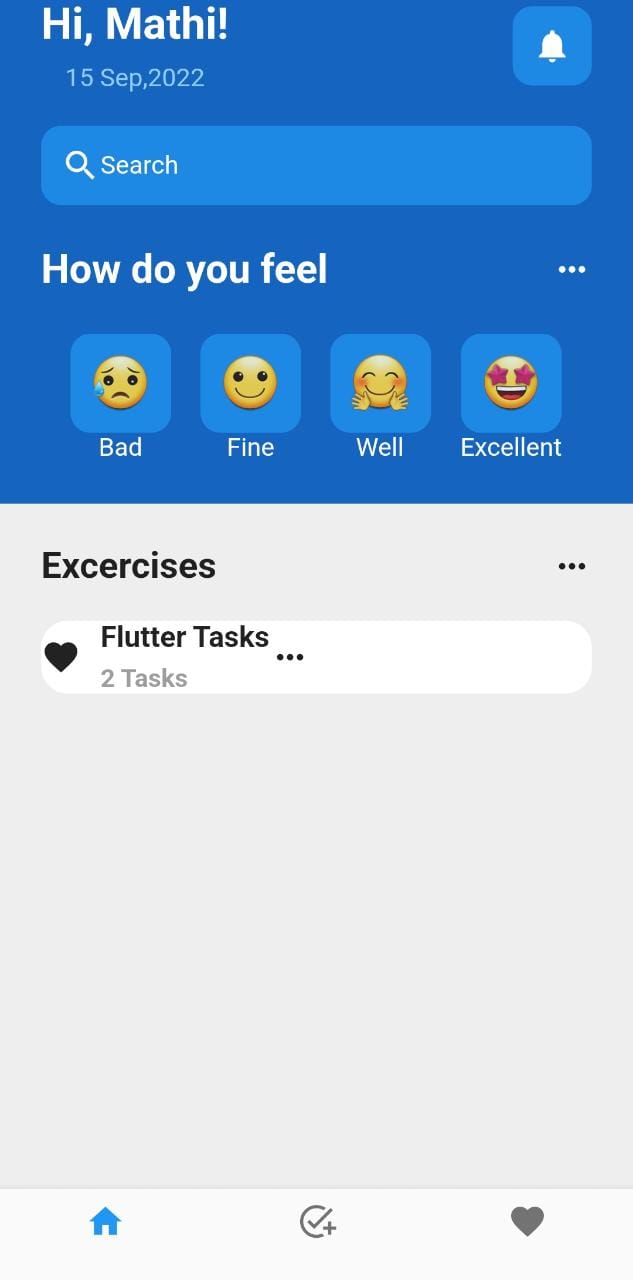 Hi, Mathi!
15 Sep,2022
Search
How do you feel
Bad Fine Well Excellent
Excercises
Flutter Tasks
2 Tasks